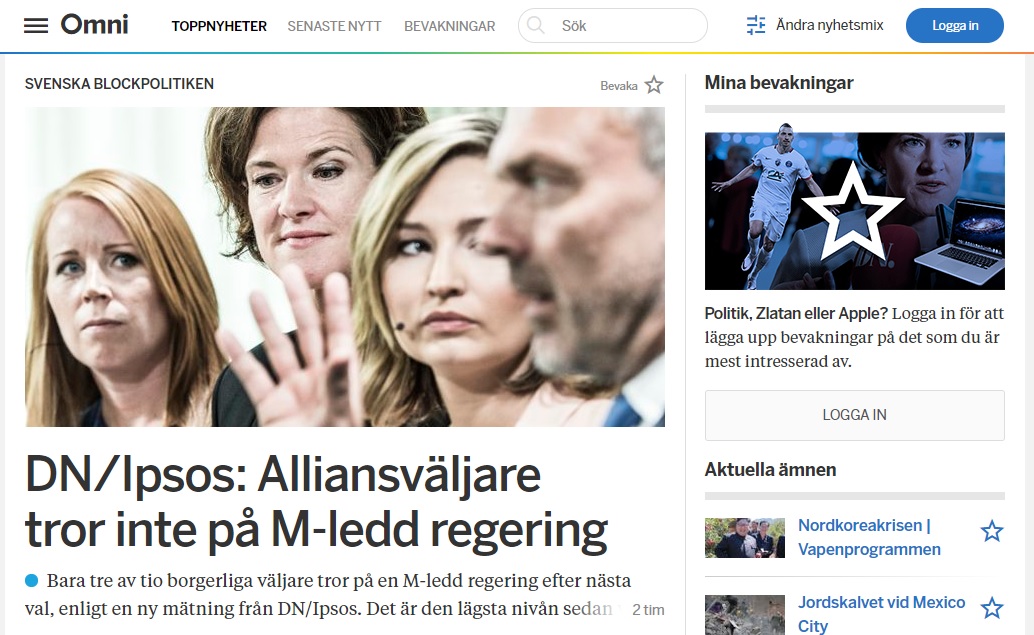 Omni
TOPPNYHETER
SENASTE NYTT
BEVAKNINGAR
Sök
Ändra nyhetsmix
Logga in
SVENSKA BLOCKPOLITIKEN
Bevaka
DN/Ipsos: Alliansväljare
tror inte på M-ledd regering
Bara tre av tio borgerliga väljare tror på en M-ledd regering efter nästa
val, enligt en ny mätning från DN/Ipsos. Det är den lägsta nivån sedan
2 tim
Mina bevakningar
Politik, Zlatan eller Apple? Logga in för att
lägga upp bevakningar på det som du är
mest intresserad av.
LOGGA IN
Aktuella ämnen
Nordkoreakrisen |
Vapenprogrammen
Jordskalvet vid Mexico
City